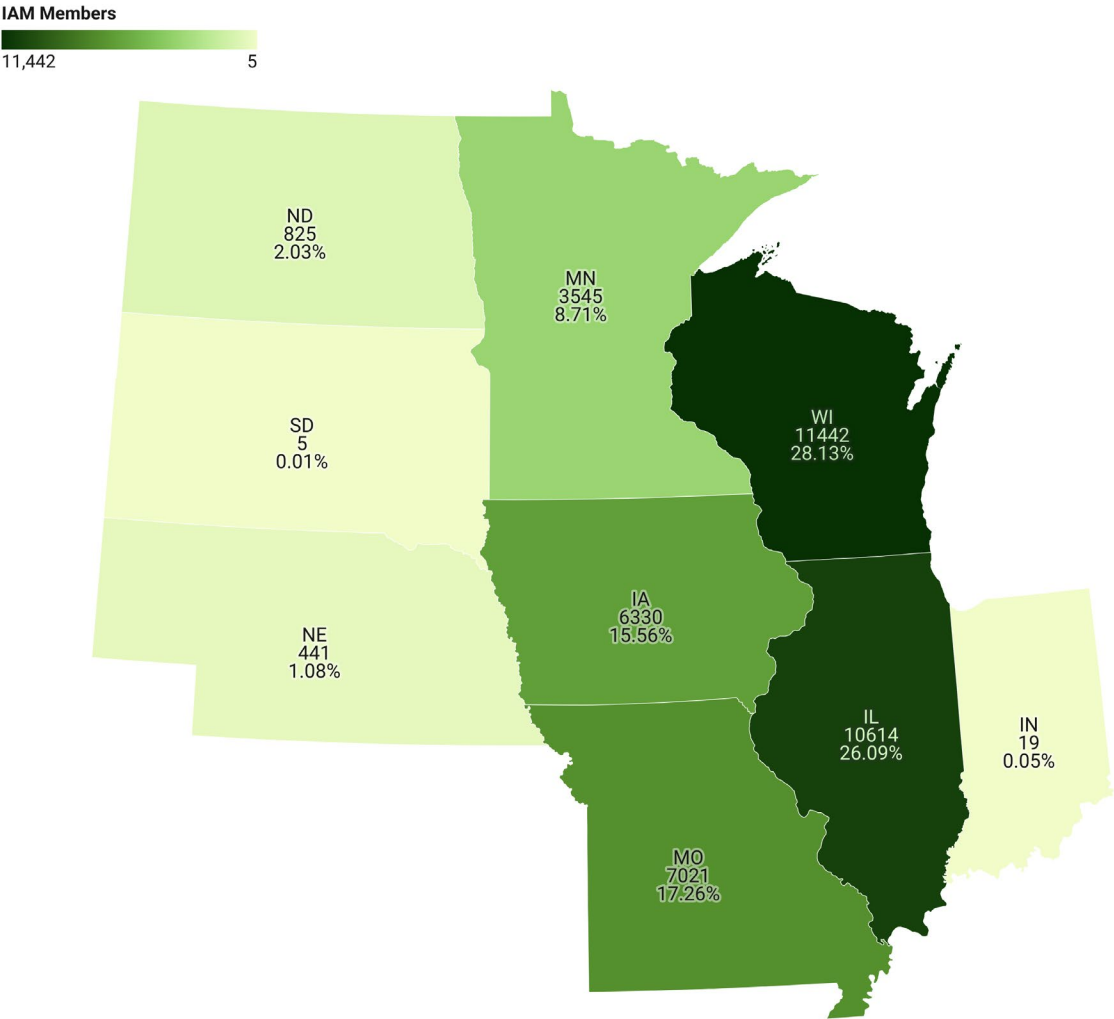 IAM Members
11,442 5
ND
825
2.03%
MN
3545
8.71%
WI
11442
28.13%
SD
5
0.01%
NE
441
1.08%
IA
6330
15.56%
IL
10614
26.09%
IN
19
0.05%
MO
7021
17.26%